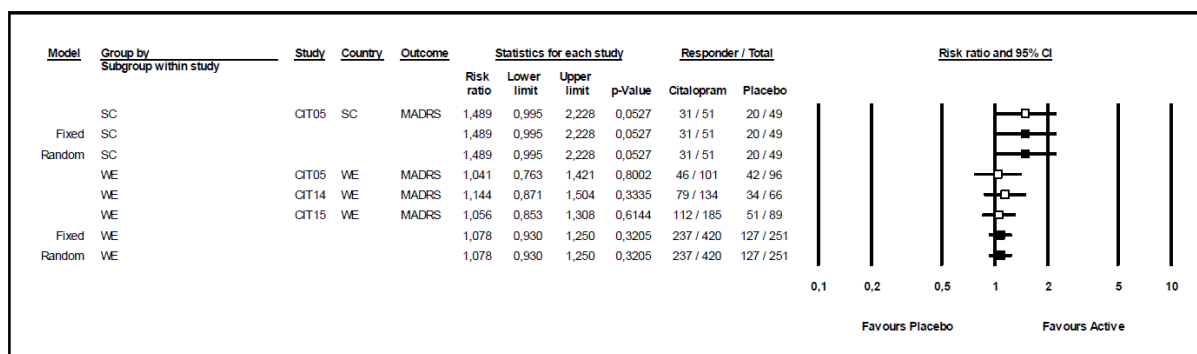 Model Group by Study Country Outcome Statistics for each study Responder / Total Risk ratio and 95% CI
Subgroup within study
Risk ratio Lower limit Upper limit p-Value Citalopram Placebo
SC CIT05 SC MADRS 1,489 0,995 2,228 0,0527 31 / 51 20 / 49
Fixed SC 1,489 0,995 2,228 0,0527 31 / 51 20 / 49
Random SC 1,489 0,995 2,228 0,0527 31 / 51 20 / 49
WE CIT05 WE MADRS 1,041 0,763 1,421 0,8002 46 / 101 42 / 96
WE CIT14 WE MADRS 1,144 0,871 1,504 0,3335 79 / 134 34 / 66
WE CIT15 WE MADRS 1,056 0,853 1,308 0,6144 112 / 185 51 / 89
Fixed WE 1,078 0,930 1,250 0,3205 237 / 420 127 / 251
Random WE 1,078 0,930 1,250 0,3205 237 / 420 127 / 251
0,1 0,2 0,5 1 2 5 10
Favours Placebo Favours Active